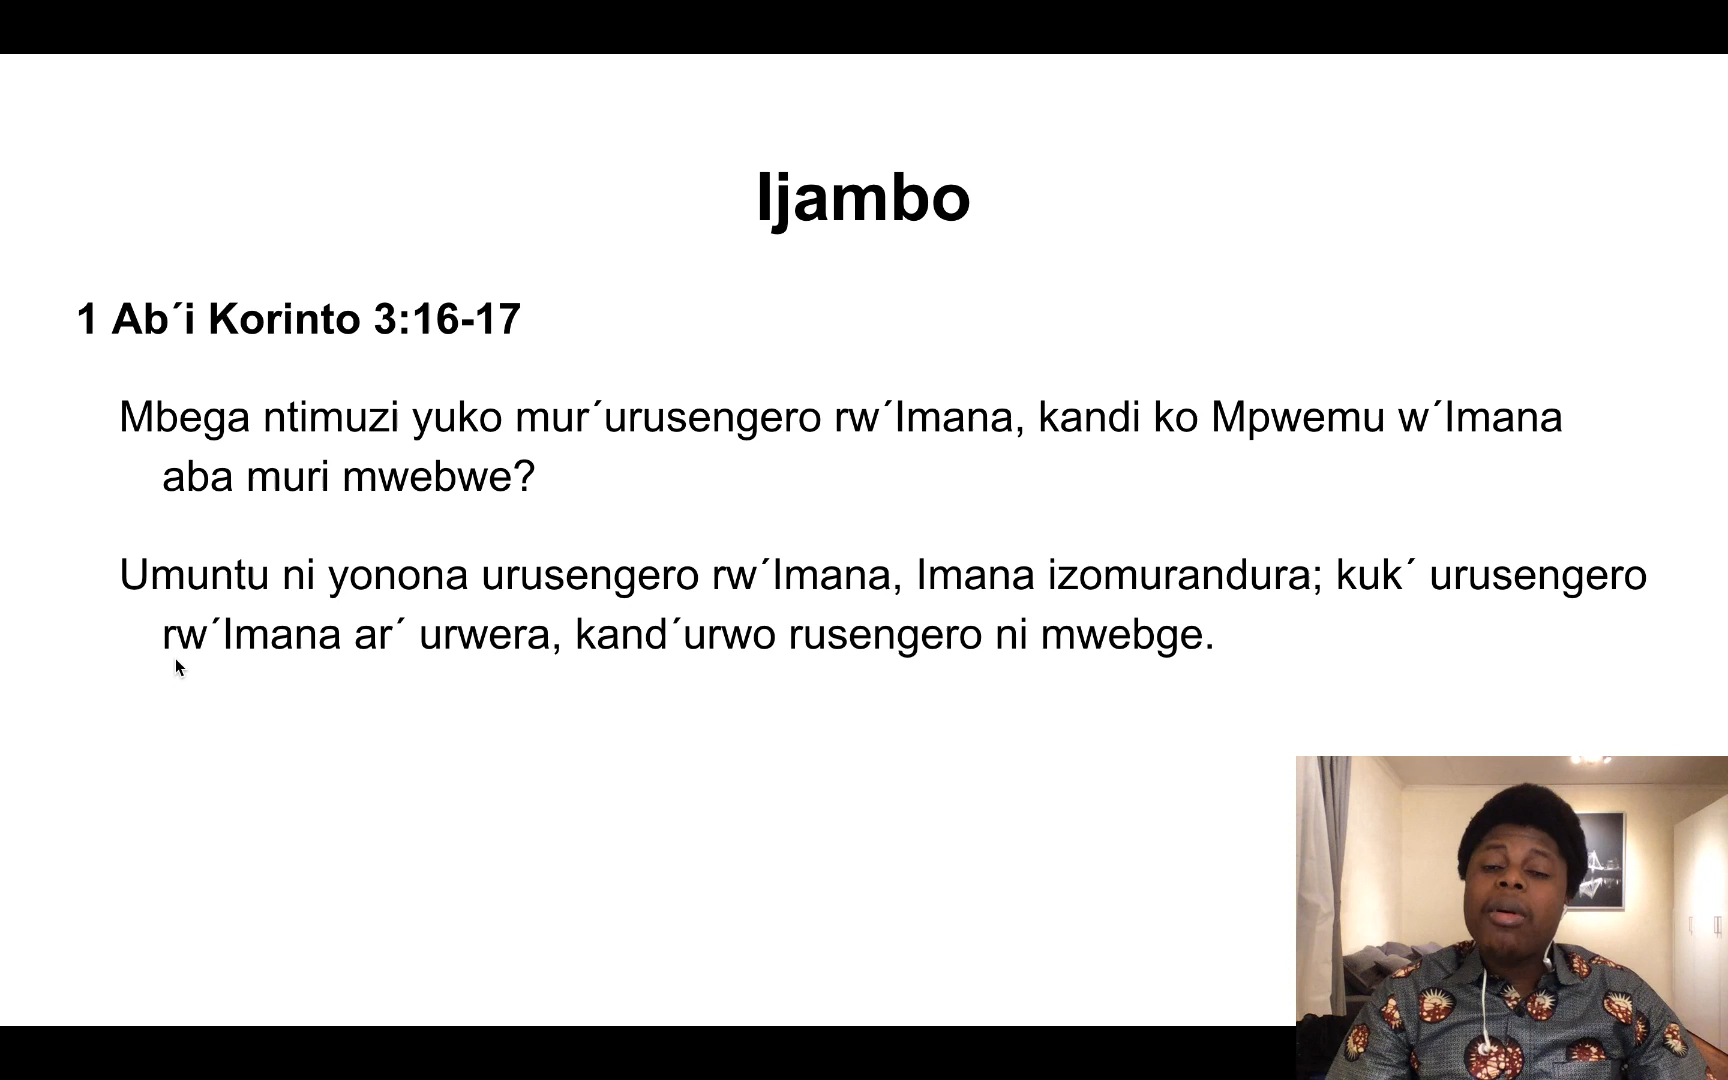 Ijambo
1 Ab´i Korinto 3:16-17
Mbega ntimuzi yuko mur´urusengero rw´Imana, kandi ko Mpwemu w´Imana
aba muri mwebwe?
Umuntu ni yonona urusengero rw´Imana, Imana izomurandura; kuk´ urusengero
rw´Imana ar´ urwera, kand´urwo rusengero ni mwebge.